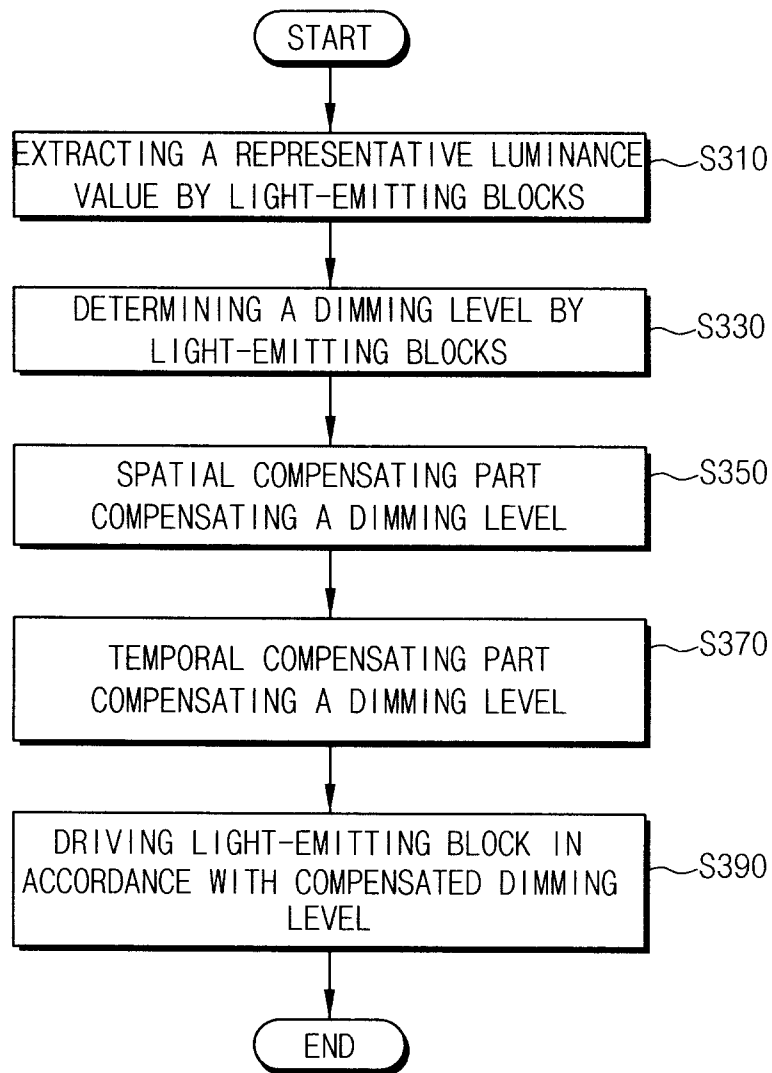 START
EXTRACTING A REPRESENTATIVE LUMINANCE
VALUE BY LIGHT-EMITTING BLOCKS
S310
DETERMINING A DIMMING LEVEL BY
LIGHT-EMITTING BLOCKS
S330
SPATIAL COMPENSATING PART
COMPENSATING A DIMMING LEVEL
S350
TEMPORAL COMPENSATING PART
COMPENSATING A DIMMING LEVEL
S370
DRIVING LIGHT-EMITTING BLOCK IN
ACCORDANCE WITH COMPENSATED DIMMING
LEVEL
S390
END